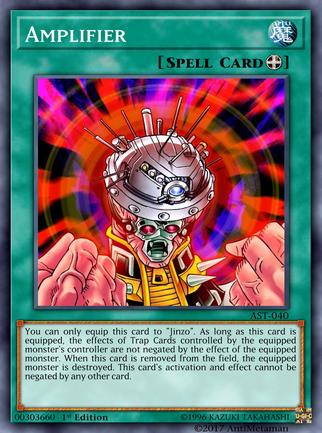 AMPLIFIER
[SPELL CARD]
AST-040
You can only equip this card to "Jinzo". As long as this card is
equipped, the effects of Trap Cards controlled by the equipped
monster's controller are not negated by the effect of the equipped
monster. When this card is removed from the field, the equipped
monster is destroyed. This card's activation and effect cannot be
negated by any other card.
00303660 1st Edition ©1996 KAZUKI TAKAHASHI
©2017 AntiMetaman